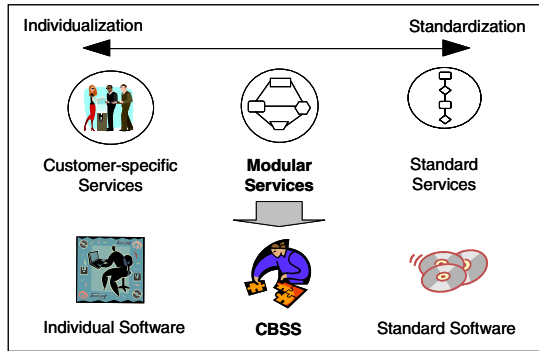 Individualization Standardization
Customer-specific Services
Modular Services
Standard Services
Individual Software CBSS Standard Software